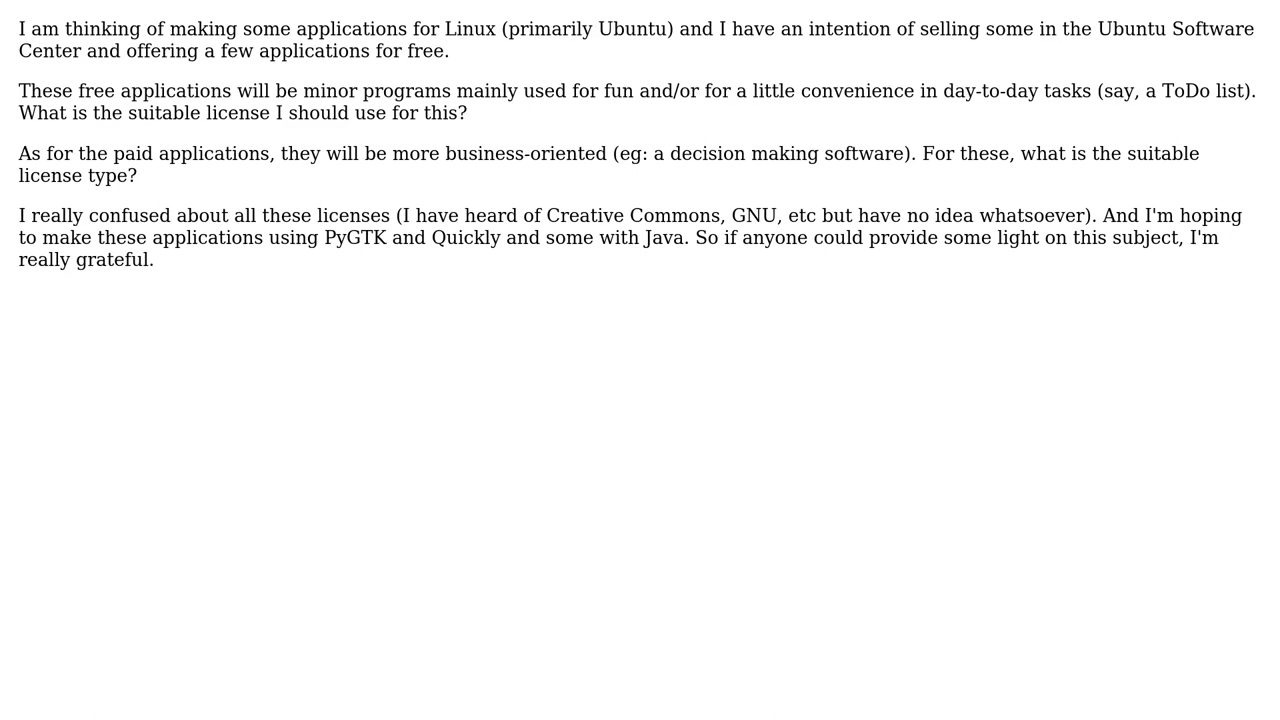 I am thinking of making some applications for Linux (primarily Ubuntu) and I have an intention of selling some in the Ubuntu Software
Center and offering a few applications for free.
These free applications will be minor programs mainly used for fun and/or for a little convenience in day-to-day tasks (say, a ToDo list).
What is the suitable license I should use for this?
As for the paid applications, they will be more business-oriented (eg: a decision making software). For these, what is the suitable
license type?
I really confused about all these licenses (I have heard of Creative Commons, GNU, etc but have no idea whatsoever). And I'm hoping
to make these applications using PyGTK and Quickly and some with Java. So if anyone could provide some light on this subject, I'm
really grateful.